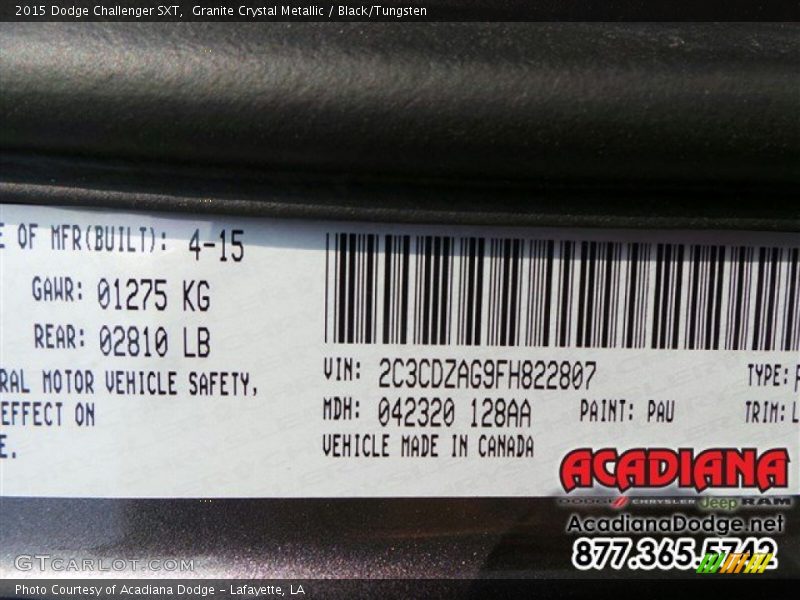 2015 Dodge Challenger SXT,  Granite Crystal Metallic / Black/Tungsten
E OF MFR(BUILT): 4-15
GAWR: 01275 KG
REAR: 02810 LB
RAL MOTOR VEHICLE SAFETY,
EFFECT ON
E.
VIN: 2C3CDZAG9FH822807
TYPE:
MDH: 042320 128AA
PAINT: PAU
TRIM: L
VEHICLE MADE IN CANADA
ACADIANA
DODGE CHRYSLER Jeep RAM
AcadianaDodge.net
877.365.5742
GTCARLOT.COM
Photo Courtesy of Acadiana Dodge - Lafayette, LA